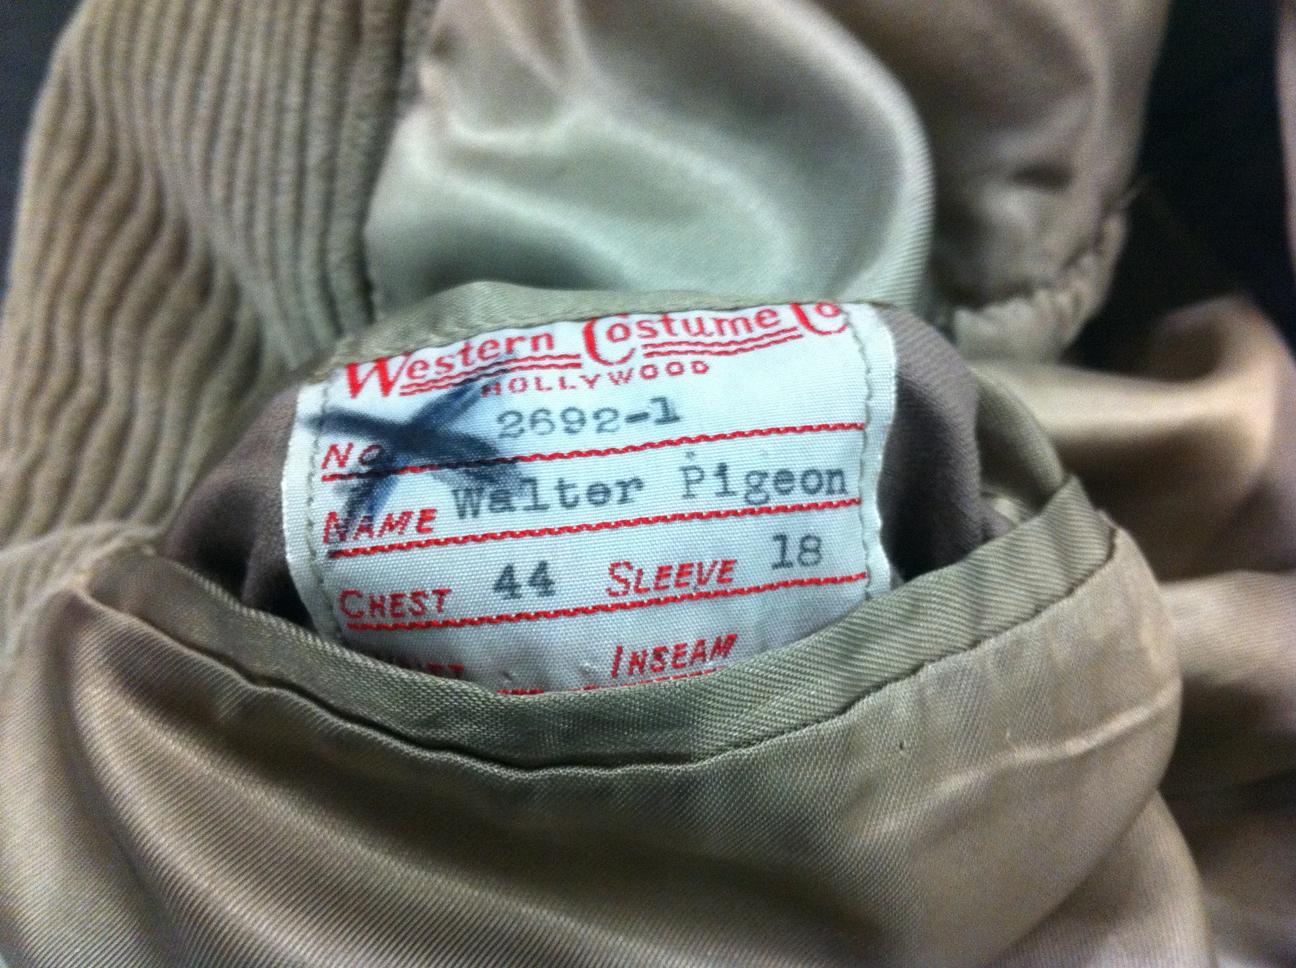 Western Costume Co
HOLLYWOOD
NO 2692-1
NAME Walter Pigeon
CHEST 44 SLEEVE 18
INSEAM